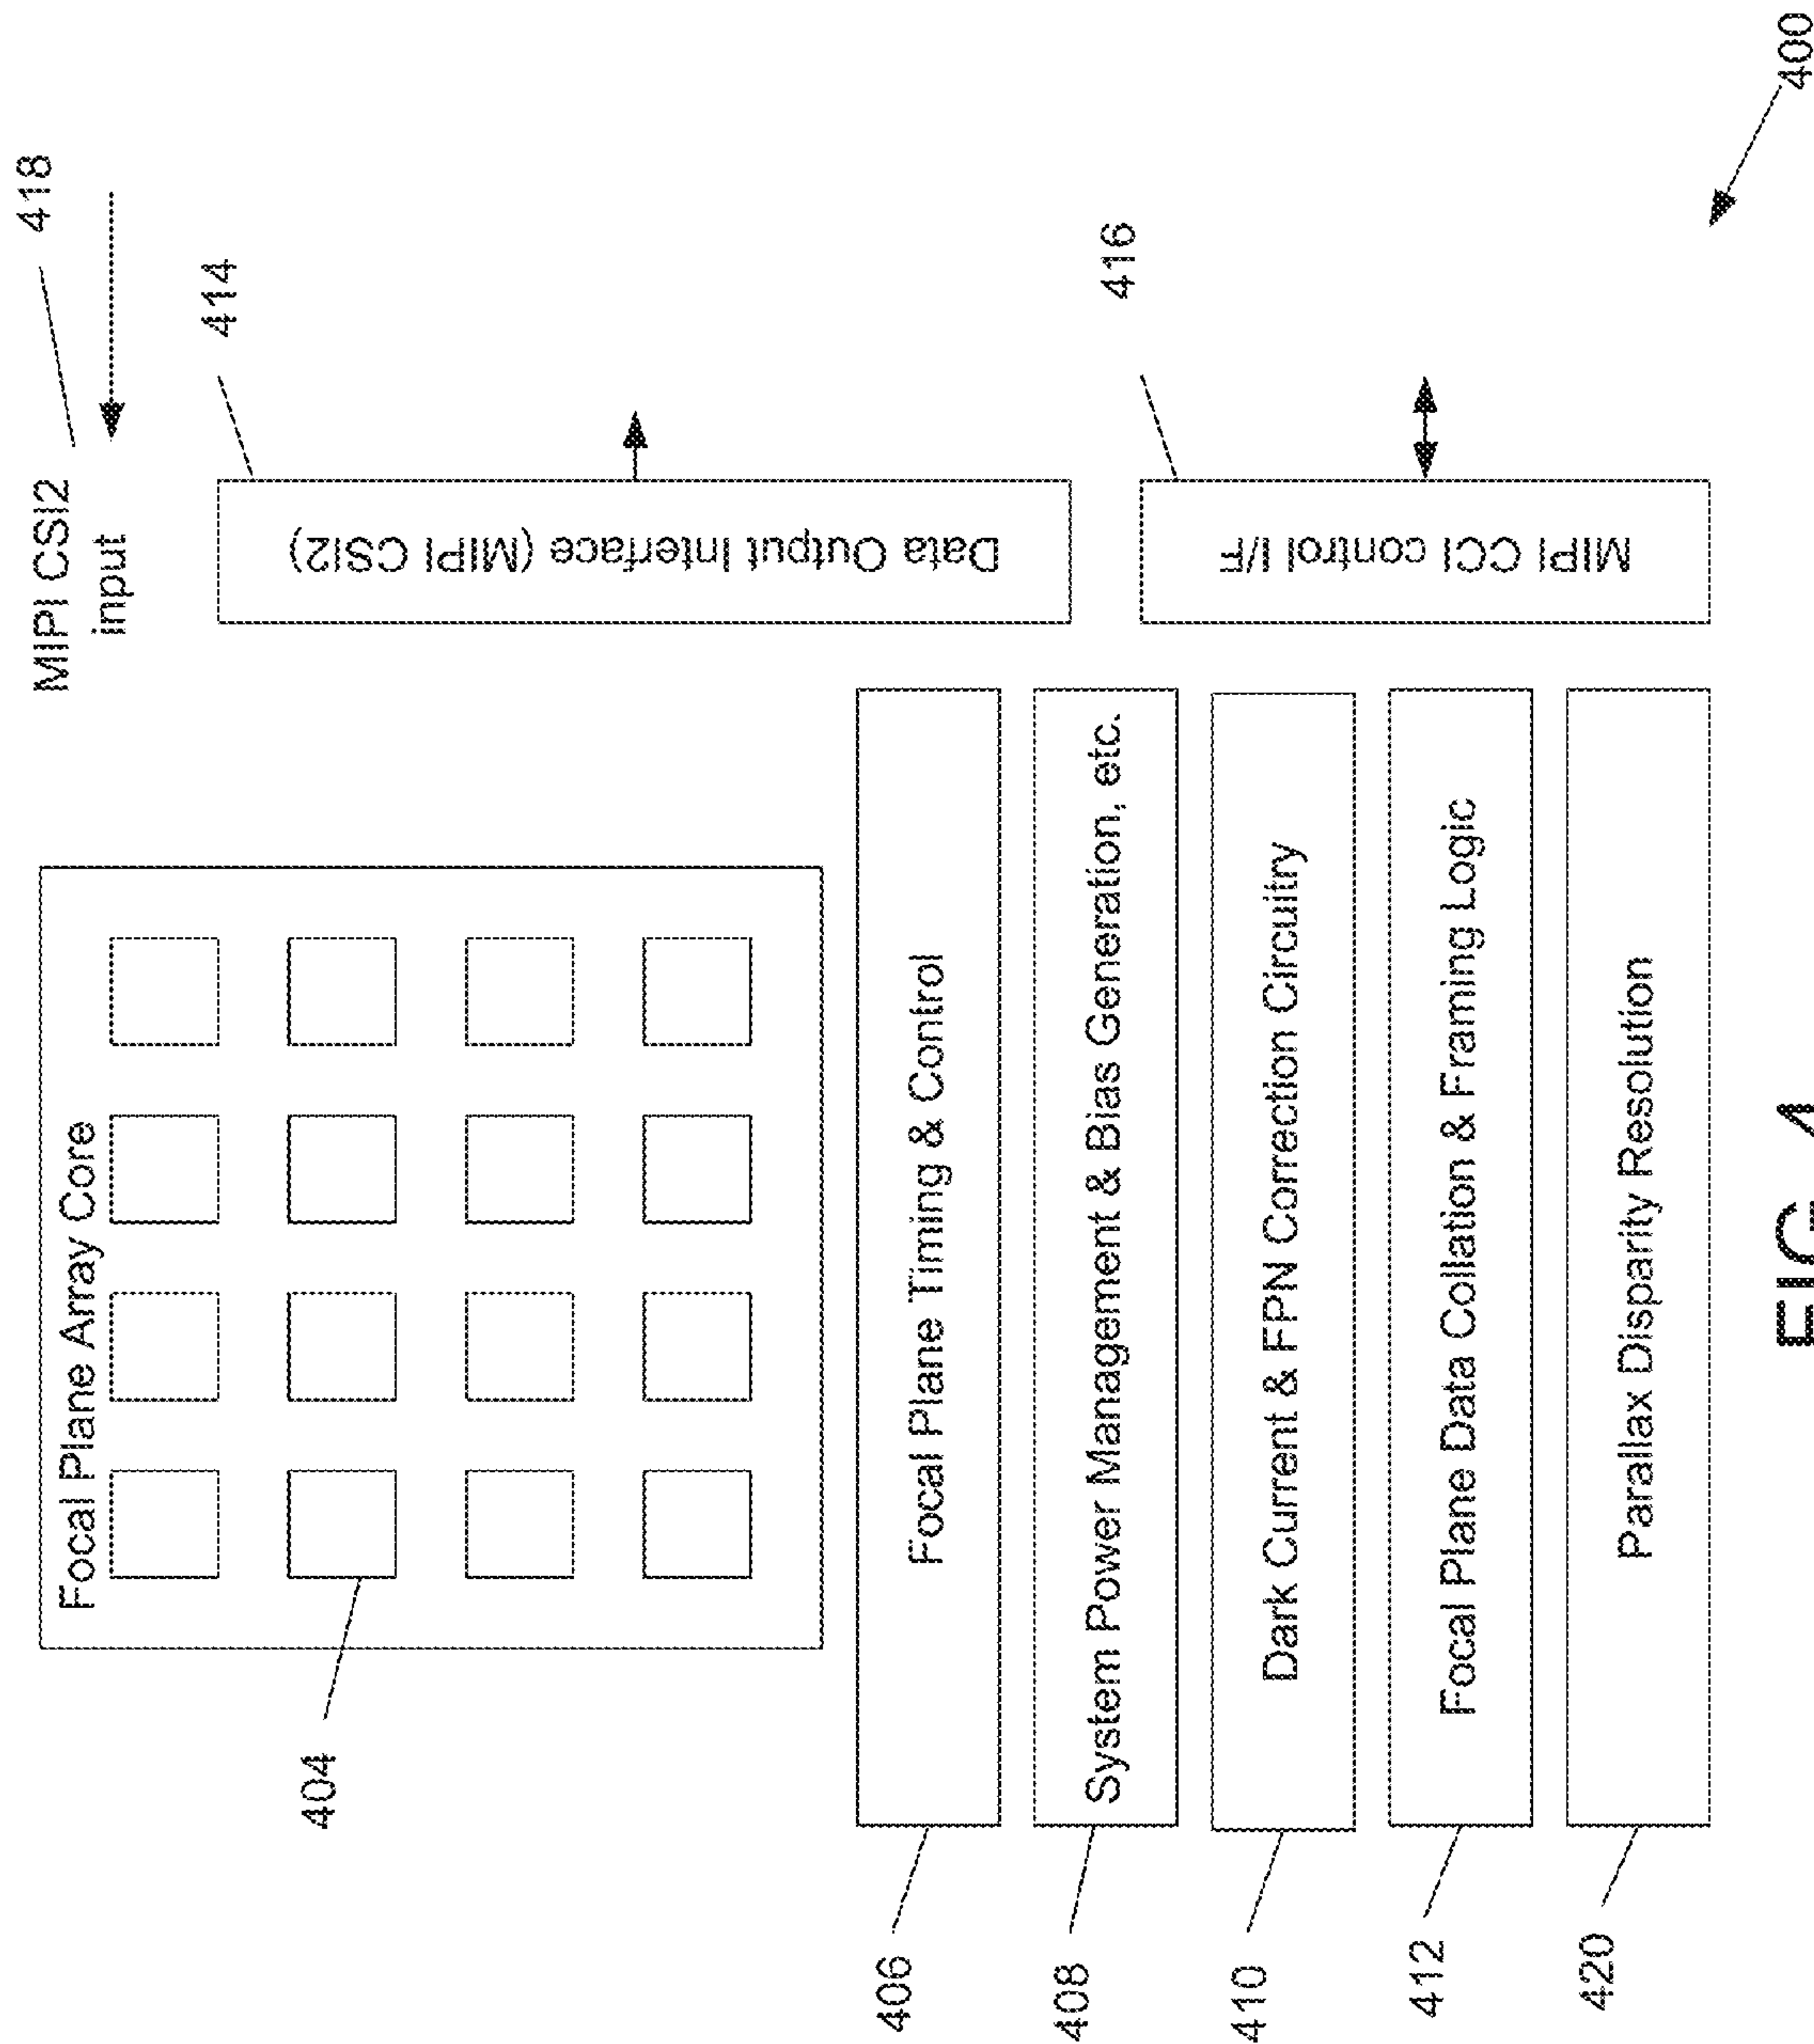 MIPI CSI2
input
418
Focal Plane Array Core
404
414
Data Output Interface (MIPI CSI2)
416
MIPI CCI control I/F
406
Focal Plane Timing & Control
408
System Power Management & Bias Generation, etc.
410
Dark Current & FPN Correction Circuitry
412
Focal Plane Data Collation & Framing Logic
420
Parallax Disparity Resolution
400
FIG. 4